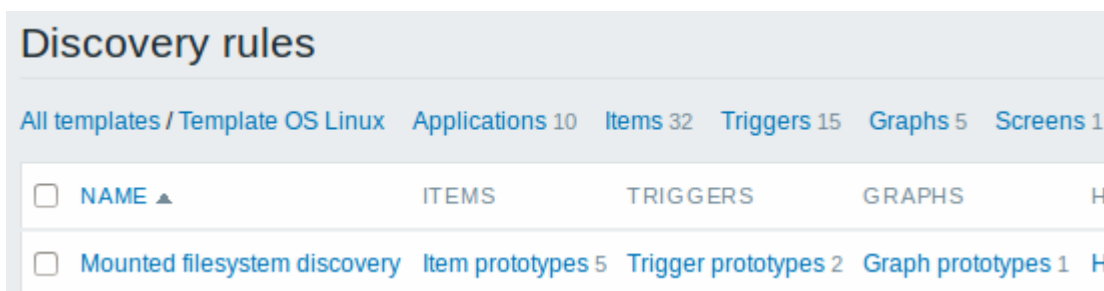 Discovery rules
All templates / Template OS Linux Applications 10 Items 32 Triggers 15 Graphs 5 Screens 1
NAME ▲ ITEMS TRIGGERS GRAPHS H
Mounted filesystem discovery Item prototypes 5 Trigger prototypes 2 Graph prototypes 1 H